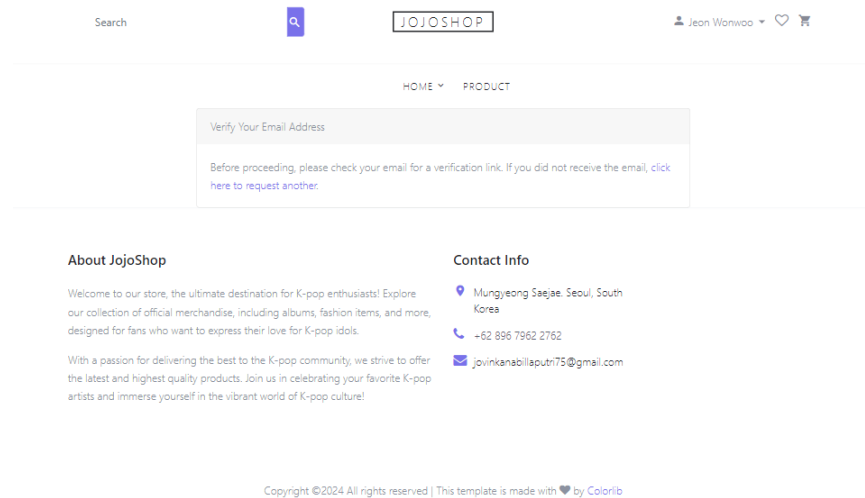 Search
JOJOSHOP
Jeon Wonwoo
HOME
PRODUCT
Verify Your Email Address
Before proceeding, please check your email for a verification link. If you did not receive the email, click
here to request another.
About JojoShop
Welcome to our store, the ultimate destination for K-pop enthusiasts! Explore
our collection of official merchandise, including albums, fashion items, and more,
designed for fans who want to express their love for K-pop idols.
With a passion for delivering the best to the K-pop community, we strive to offer
the latest and highest quality products. Join us in celebrating your favorite K-pop
artists and immerse yourself in the vibrant world of K-pop culture!
Contact Info
Mungyeong Saejae. Seoul, South
Korea
+62 896 7962 2762
jovinkanabillaputri75@gmail.com
Copyright ©2024 All rights reserved | This template is made with ♥ by Colorlib